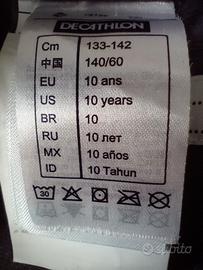 DECATHLON
Cm 133-142
中国 140/60
EU 10 ans
US 10 years
BR 10
RU 10 лет
MX 10 años
ID 10 Tahun
30
subito